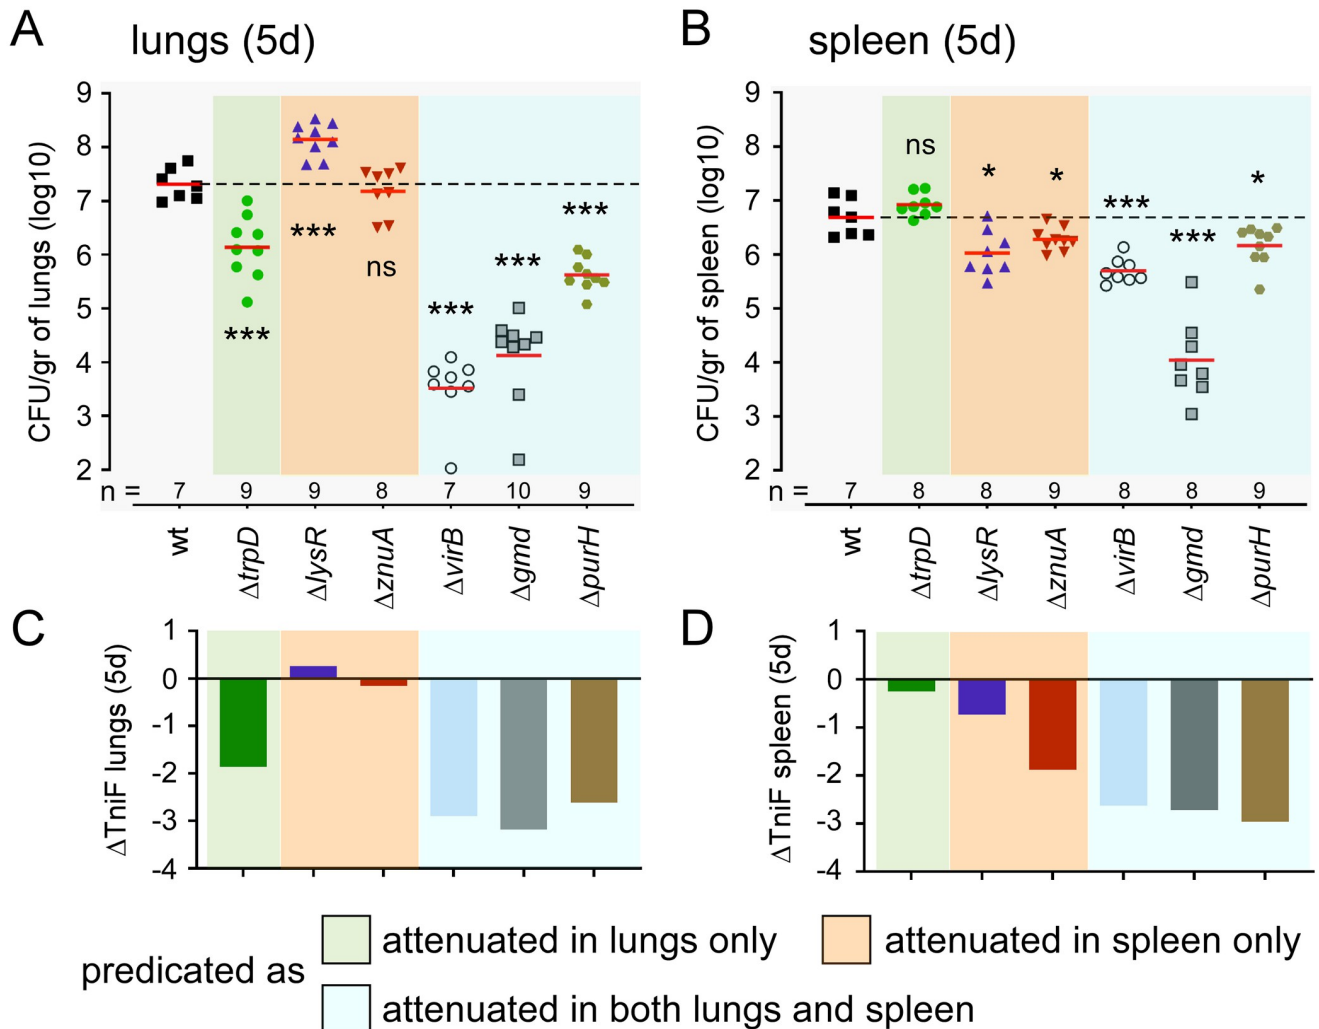 A
lungs (5d)
CFU/gr of lungs (log10)
9
8
7
6
5
4
3
2
***
***
ns
***
***
***
n = 7 9 9 8 7 10 9
wt ΔtrpD ΔlysR ΔznuA ΔvirB Δgmd ΔpurH
B
spleen (5d)
CFU/gr of spleen (log10)
9
8
7
6
5
4
3
2
ns
*
*
***
***
*
n = 7 8 8 9 8 8 9
wt ΔtrpD ΔlysR ΔznuA ΔvirB Δgmd ΔpurH
C
ΔTniF lungs (5d)
1
0
-1
-2
-3
-4
D
ΔTniF spleen (5d)
1
0
-1
-2
-3
-4
predicated as
attenuated in lungs only
attenuated in spleen only
attenuated in both lungs and spleen